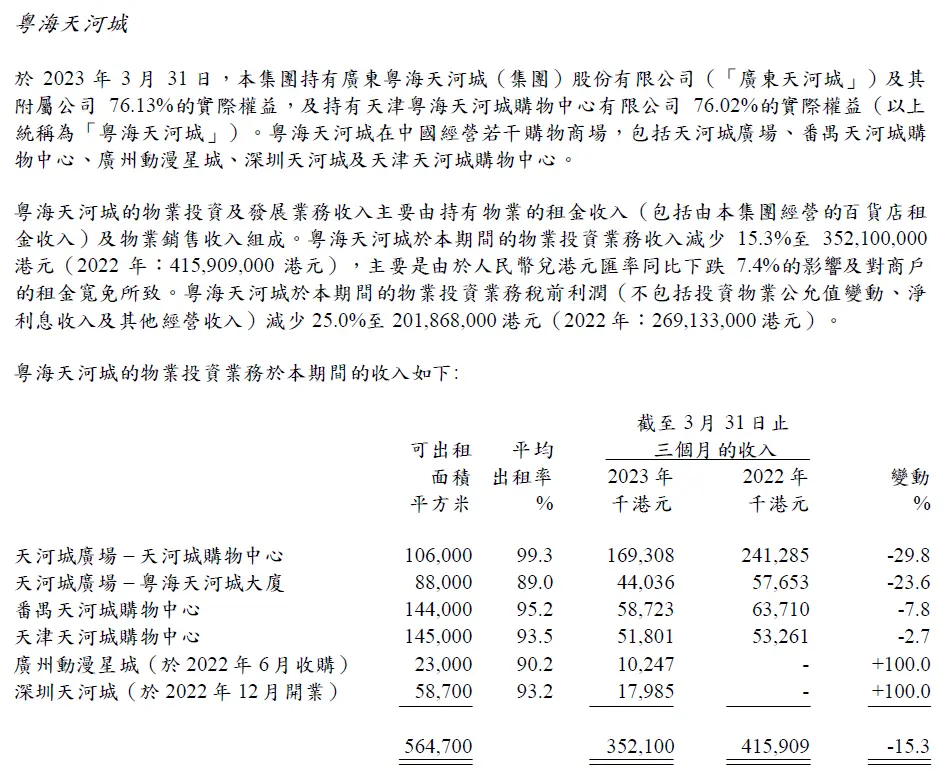 粵海天河城
於 2023 年 3 月 31 日，本集團持有廣東粵海天河城（集團）股份有限公司（「廣東天河城」）及其
附屬公司 76.13%的實際權益，及持有天津粵海天河城購物中心有限公司 76.02%的實際權益（以上
統稱為「粵海天河城」）。粵海天河城在中國經營若干購物商場，包括天河城廣場、番禺天河城購
物中心、廣州動漫星城、深圳天河城及天津天河城購物中心。
粵海天河城的物業投資及發展業務收入主要由持有物業的租金收入（包括由本集團經營的百貨店租
金收入）及物業銷售收入組成。粵海天河城於本期間的物業投資業務收入減少 15.3%至 352,100,000
港元（2022 年：415,909,000 港元），主要是由於人民幣兌港元匯率同比下跌 7.4%的影響及對商戶
的租金寬免所致。粵海天河城於本期間的物業投資業務稅前利潤（不包括投資物業公允值變動、淨
利息收入及其他經營收入）減少 25.0%至 201,868,000 港元（2022 年：269,133,000 港元）。
粵海天河城的物業投資業務於本期間的收入如下:
截至 3 月 31 日止
可出租 平均 三個月的收入
面積 出租率 2023 年 2022 年 變動
平方米 % 千港元 千港元 %
天河城廣場 – 天河城購物中心 106,000 99.3 169,308 241,285 -29.8
天河城廣場 – 粵海天河城大廈 88,000 89.0 44,036 57,653 -23.6
番禺天河城購物中心 144,000 95.2 58,723 63,710 -7.8
天津天河城購物中心 145,000 93.5 51,801 53,261 -2.7
廣州動漫星城（於 2022 年 6 月收購） 23,000 90.2 10,247 - +100.0
深圳天河城（於 2022 年 12 月開業） 58,700 93.2 17,985 - +100.0
564,700 352,100 415,909 -15.3